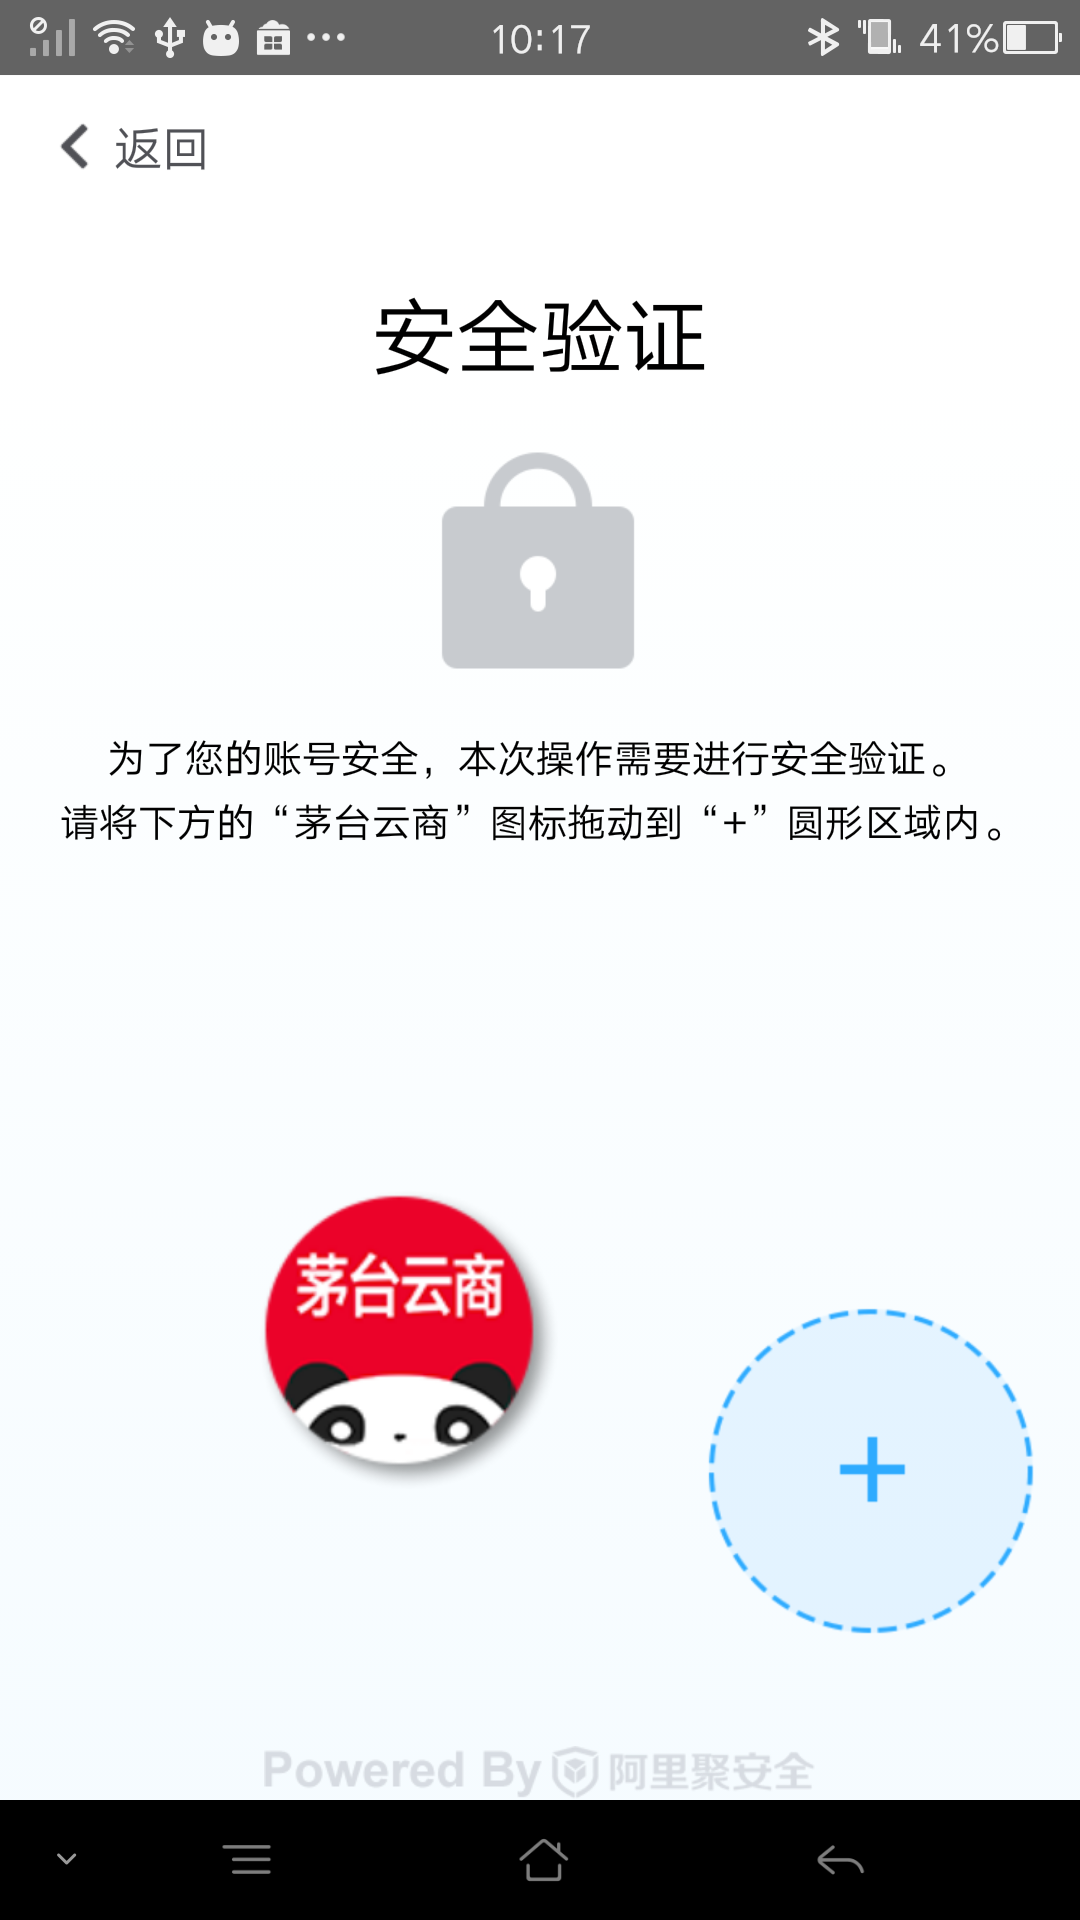 10:17
41%
返回
安全验证
为了您的账号安全，本次操作需要进行安全验证。
请将下方的“茅台云商”图标拖动到“+”圆形区域内。
茅台云商
+
Powered By 阿里聚安全